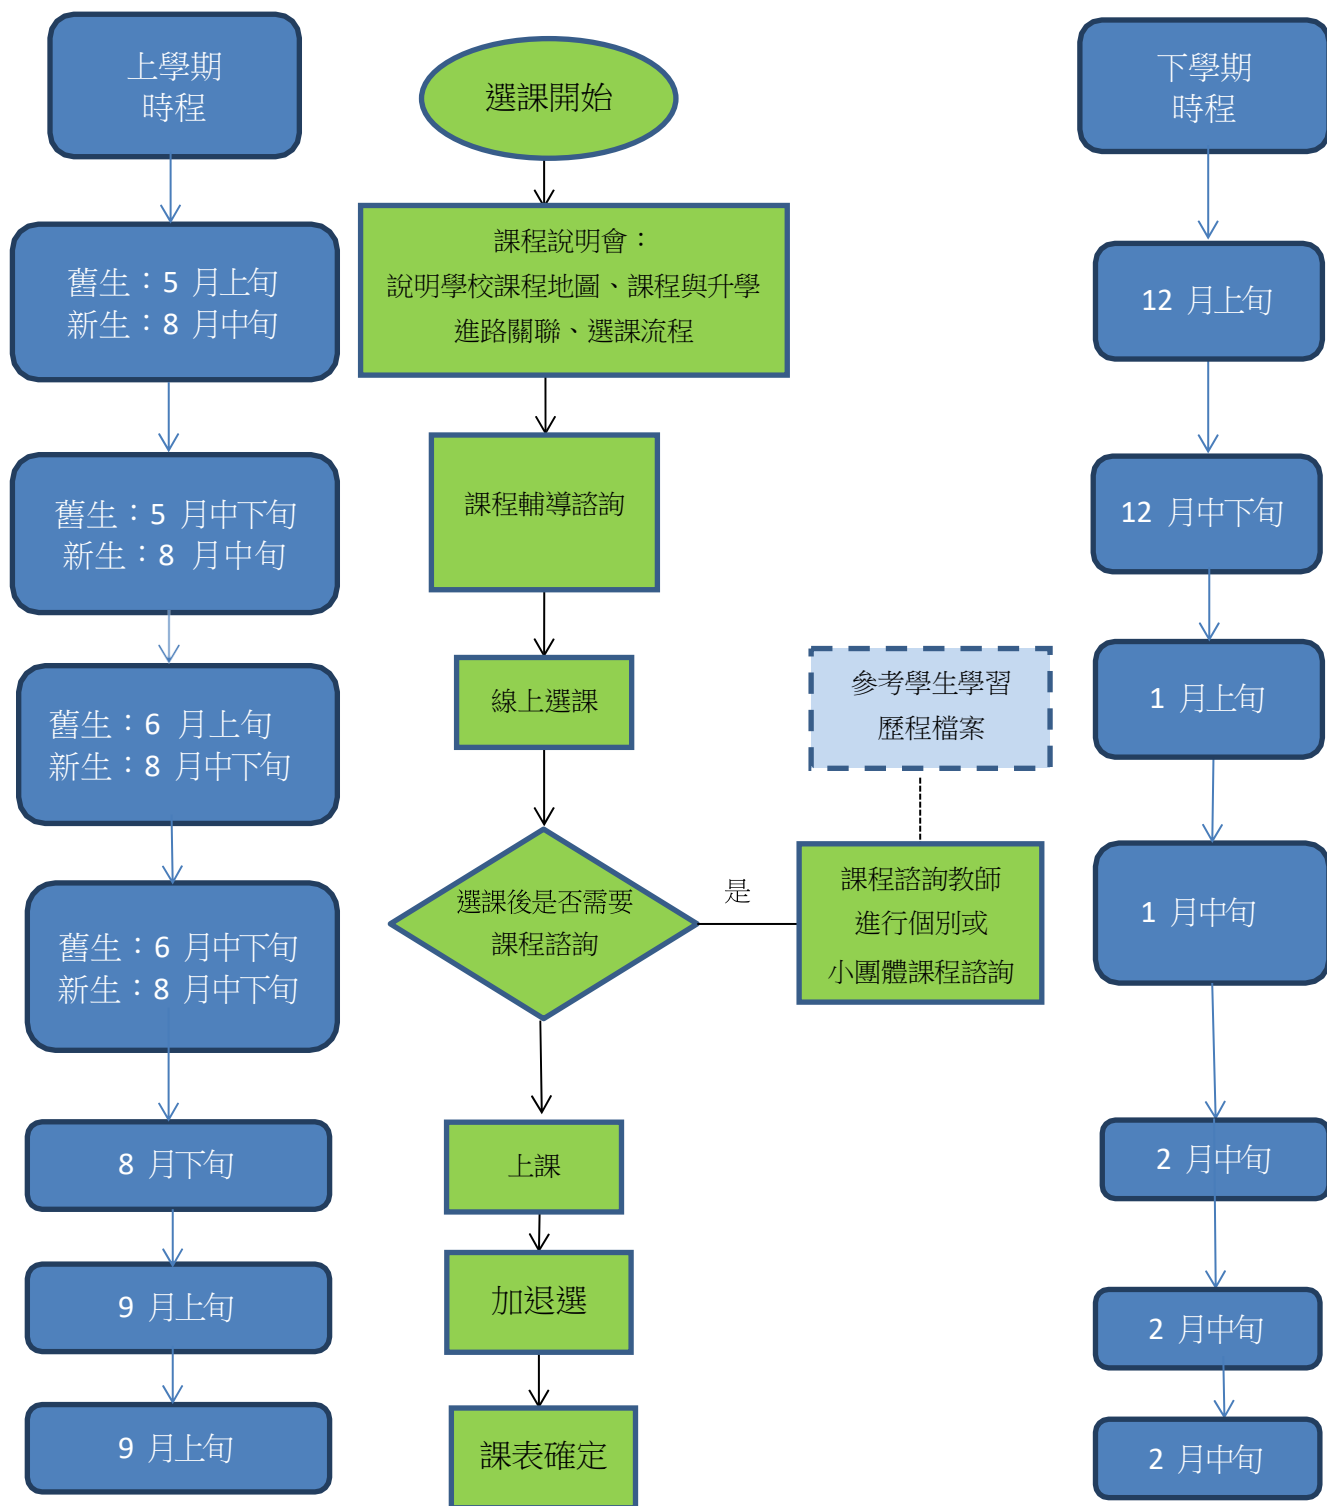 上學期
時程
舊生：5 月上旬
新生：8 月中旬
舊生：5 月中下旬
新生：8 月中旬
舊生：6 月上旬
新生：8 月中下旬
舊生：6 月中下旬
新生：8 月中下旬
8 月下旬
9 月上旬
9 月上旬
選課開始
課程說明會：
說明學校課程地圖、課程與升學
進路關聯、選課流程
課程輔導諮詢
線上選課
選課後是否需要
課程諮詢
是
課程諮詢教師
進行個別或
小團體課程諮詢
參考學生學習
歷程檔案
上課
加退選
課表確定
下學期
時程
12 月上旬
12 月中下旬
1 月上旬
1 月中旬
2 月中旬
2 月中旬
2 月中旬